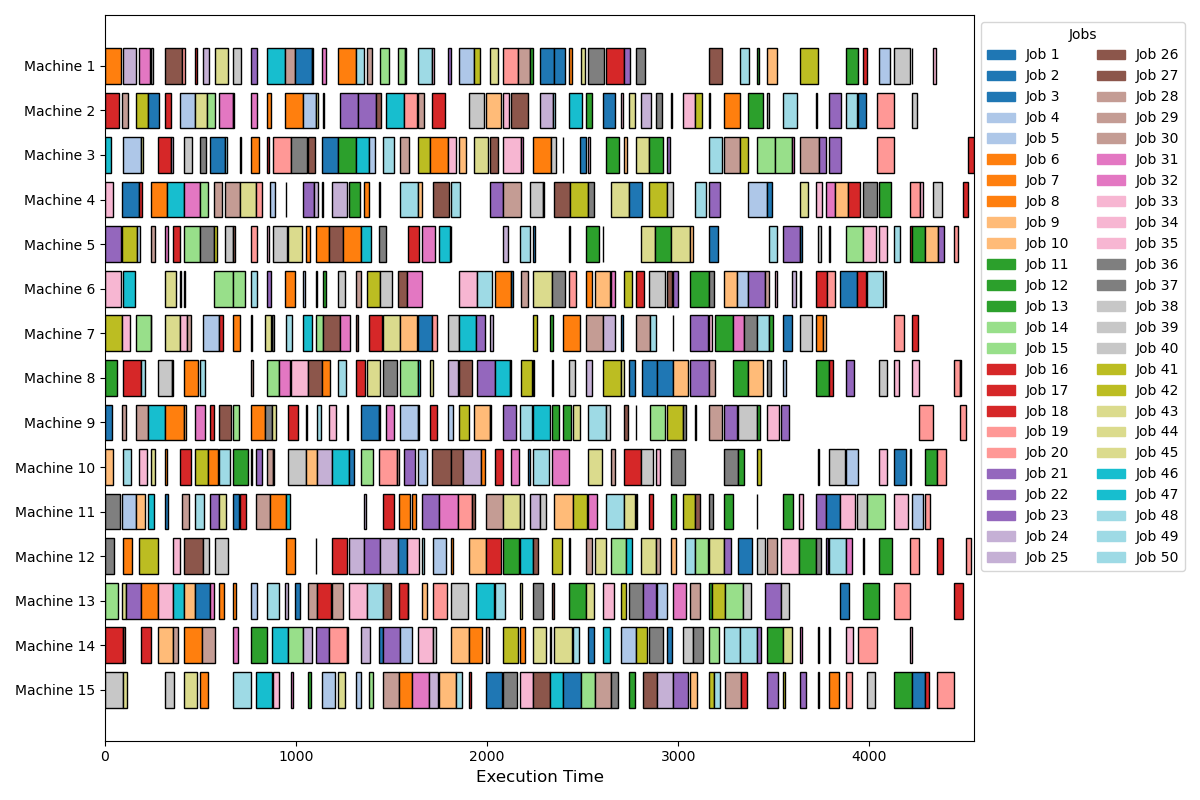 Machine 1
Machine 2
Machine 3
Machine 4
Machine 5
Machine 6
Machine 7
Machine 8
Machine 9
Machine 10
Machine 11
Machine 12
Machine 13
Machine 14
Machine 15
0 1000 2000 3000 4000
Execution Time
Jobs
Job 1 Job 26
Job 2 Job 27
Job 3 Job 28
Job 4 Job 29
Job 5 Job 30
Job 6 Job 31
Job 7 Job 32
Job 8 Job 33
Job 9 Job 34
Job 10 Job 35
Job 11 Job 36
Job 12 Job 37
Job 13 Job 38
Job 14 Job 39
Job 15 Job 40
Job 16 Job 41
Job 17 Job 42
Job 18 Job 43
Job 19 Job 44
Job 20 Job 45
Job 21 Job 46
Job 22 Job 47
Job 23 Job 48
Job 24 Job 49
Job 25 Job 50